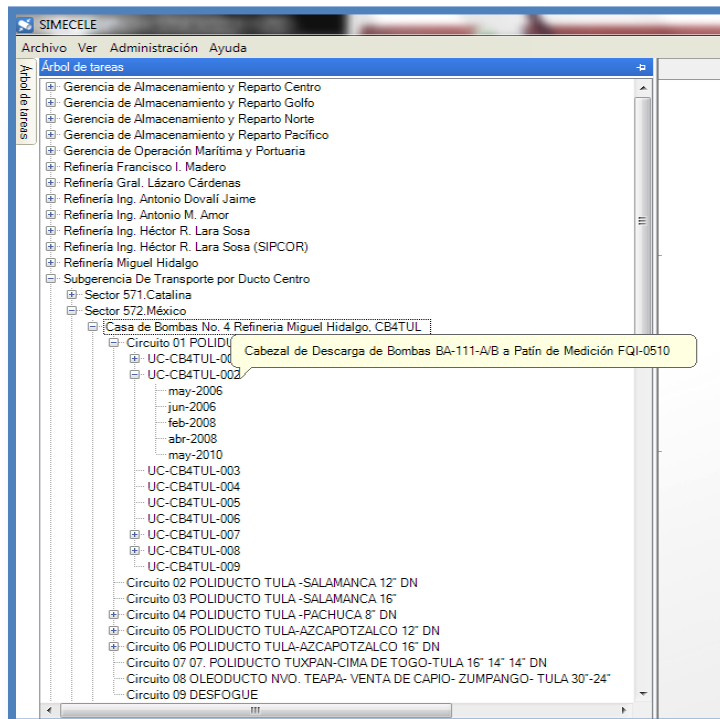 SIMECELE
Archivo Ver Administración Ayuda
Árbol de tareas
Árbol de tareas
Gerencia de Almacenamiento y Reparto Centro
Gerencia de Almacenamiento y Reparto Golfo
Gerencia de Almacenamiento y Reparto Norte
Gerencia de Almacenamiento y Reparto Pacífico
Gerencia de Operación Marítima y Portuaria
Refinería Francisco I. Madero
Refinería Gral. Lázaro Cárdenas
Refinería Ing. Antonio Dovalí Jaime
Refinería Ing. Antonio M. Amor
Refinería Ing. Héctor R. Lara Sosa
Refinería Ing. Héctor R. Lara Sosa (SIPCOR)
Refinería Miguel Hidalgo
Subgerencia De Transporte por Ducto Centro
Sector 571.Catalina
Sector 572.México
Casa de Bombas No. 4 Refineria Miguel Hidalgo, CB4TUL
Circuito 01
Cabezal de Descarga de Bombas BA-111-A/B a Patín de Medición FQI-0510
UC-CB4TUL-002
may-2006
jun-2006
feb-2008
abr-2008
may-2010
UC-CB4TUL-003
UC-CB4TUL-004
UC-CB4TUL-005
UC-CB4TUL-006
UC-CB4TUL-007
UC-CB4TUL-008
UC-CB4TUL-009
Circuito 02 POLIDUCTO TULA -SALAMANCA 12" DN
Circuito 03 POLIDUCTO TULA -SALAMANCA 16"
Circuito 04 POLIDUCTO TULA -PACHUCA 8" DN
Circuito 05 POLIDUCTO TULA-AZCAPOTZALCO 12" DN
Circuito 06 POLIDUCTO TULA-AZCAPOTZALCO 16" DN
Circuito 07 07. POLIDUCTO TUXPAN-CIMA DE TOGO-TULA 16" 14" 14" DN
Circuito 08 OLEODUCTO NVO. TEAPA- VENTA DE CAPIO- ZUMPANGO- TULA 30"-24"
Circuito 09 DESFOGUE